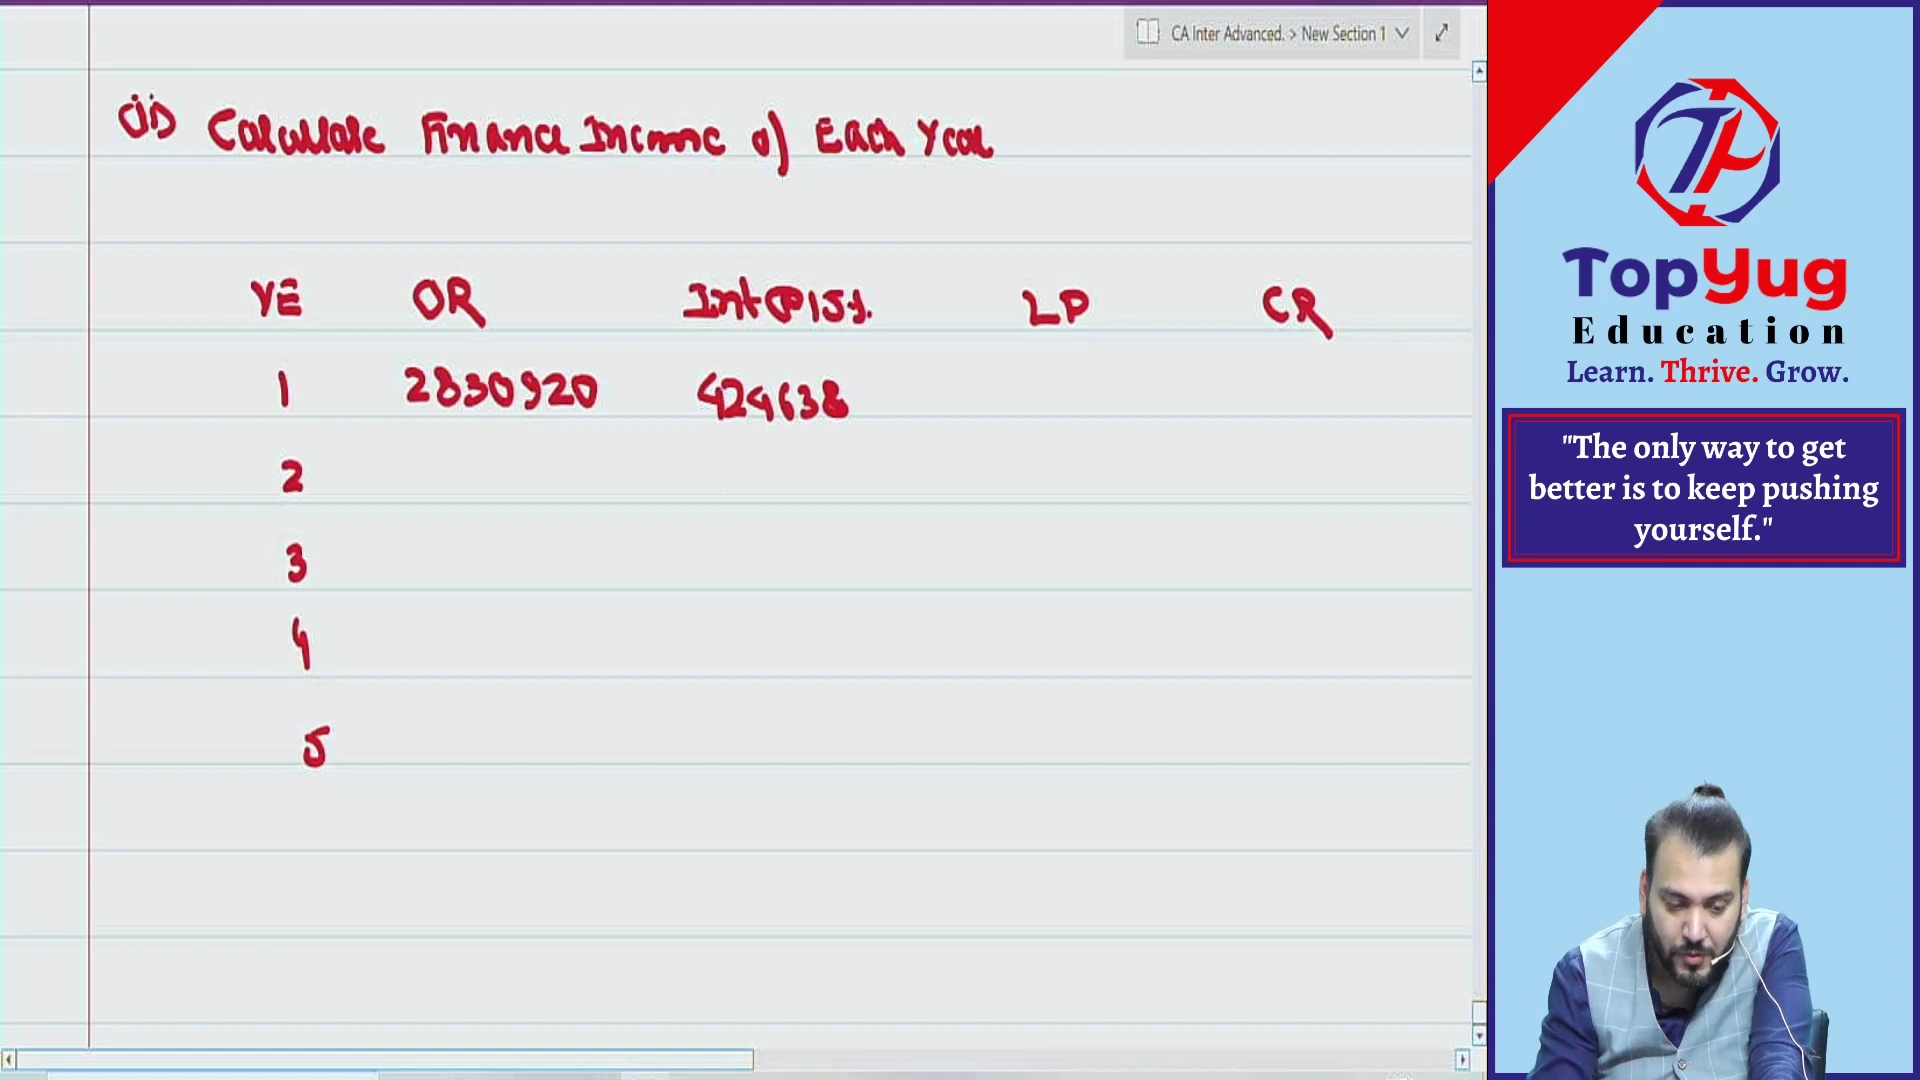 CA Inter Advanced. > New Section 1
ii) Calculate Finance Income of Each Year
YE OR Int@15%. LP CR
1 2830920 424638
2
3
4
5
TopYug
Education
Learn. Thrive. Grow.
"The only way to get
better is to keep pushing
yourself."